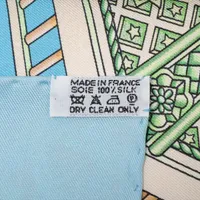 MADE IN FRANCE
SOIE 100% SILK
DRY CLEAN ONLY